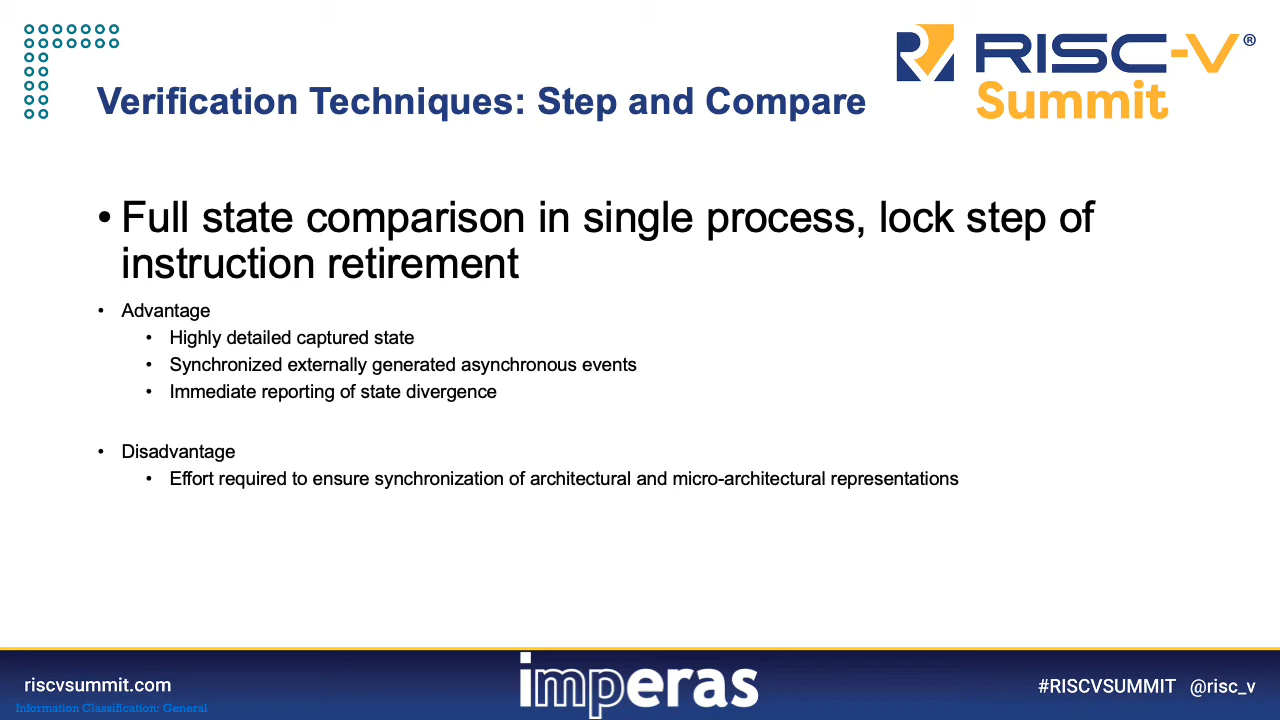 RISC-V®
Summit
Verification Techniques: Step and Compare
• Full state comparison in single process, lock step of
instruction retirement
• Advantage
• Highly detailed captured state
• Synchronized externally generated asynchronous events
• Immediate reporting of state divergence
• Disadvantage
• Effort required to ensure synchronization of architectural and micro-architectural representations
riscvsummit.com
imperas
#RISCVSUMMIT @risc_v
Information Classification: General